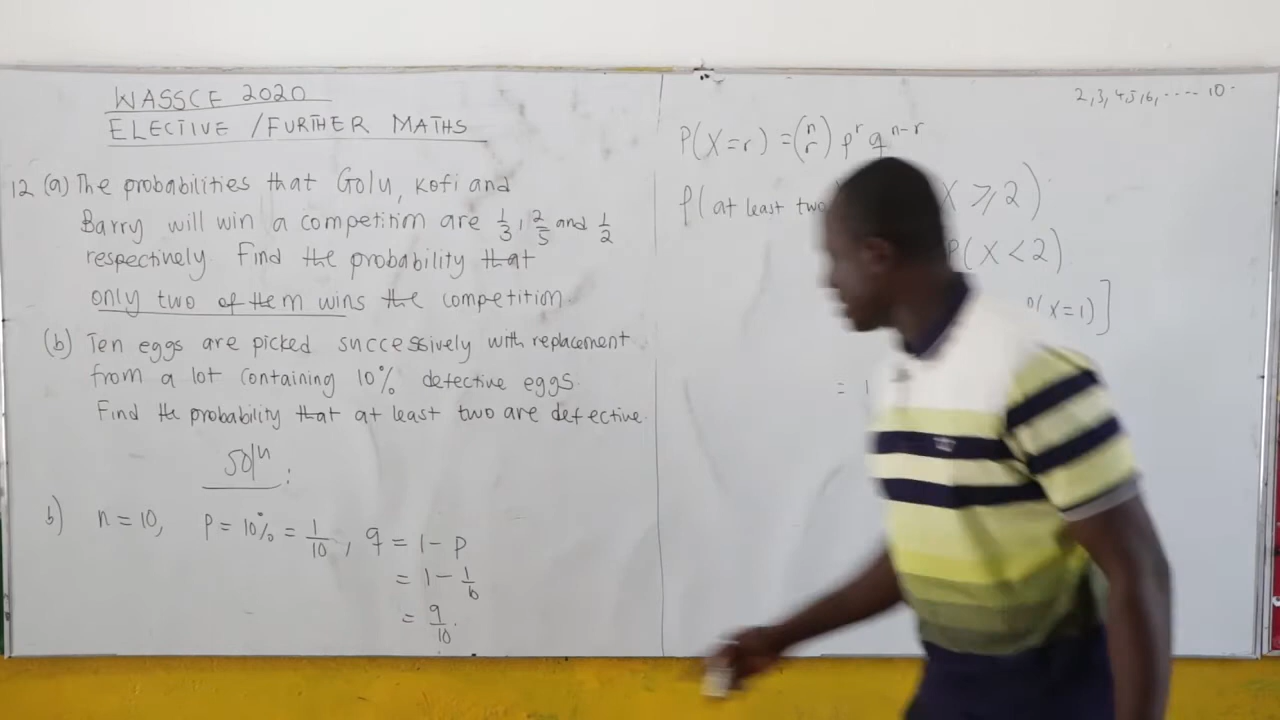 WASSCE 2020
ELECTIVE /FURTHER MATHS
12 (a) The probabilities that Golu, Kofi and
Barry will win a competition are 1/3, 2/5 and 1/2
respectively. Find the probability that
only two of them wins the competition.
(b) Ten eggs are picked successively with replacement
from a lot containing 10% defective eggs.
Find the probability that at least two are defective.
Soln:
b) n = 10, p = 10% = 1/10, q = 1 - p
= 1 - 1/10
= 9/10.
2,3,4,5,6, ---- 10.
P(X=r) = (n r) p^r q^(n-r)
P(at least two X ≥ 2)
P(X < 2)
P(X=1)]
= 1